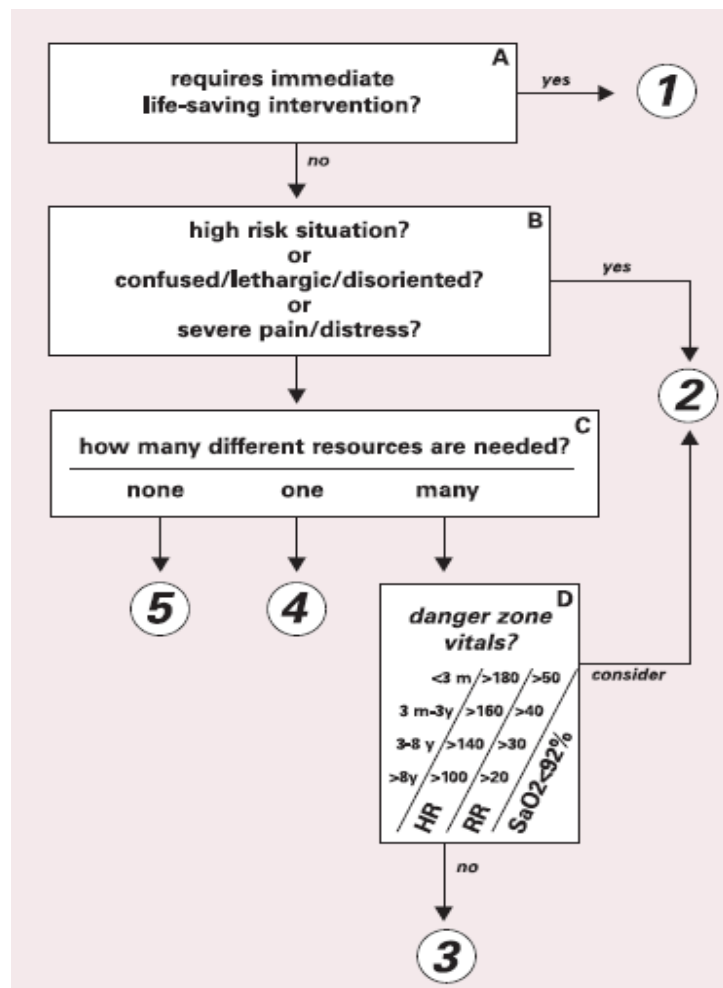 A
requires immediate
life-saving intervention?
yes
1
no
B
high risk situation?
or
confused/lethargic/disoriented?
or
severe pain/distress?
yes
2
C
how many different resources are needed?
none one many
5 4
D
danger zone
vitals?
<3 m >180 >50
3 m-3y >160 >40
3-8 y >140 >30
>8y >100 >20
HR RR SaO2<92%
consider
no
3